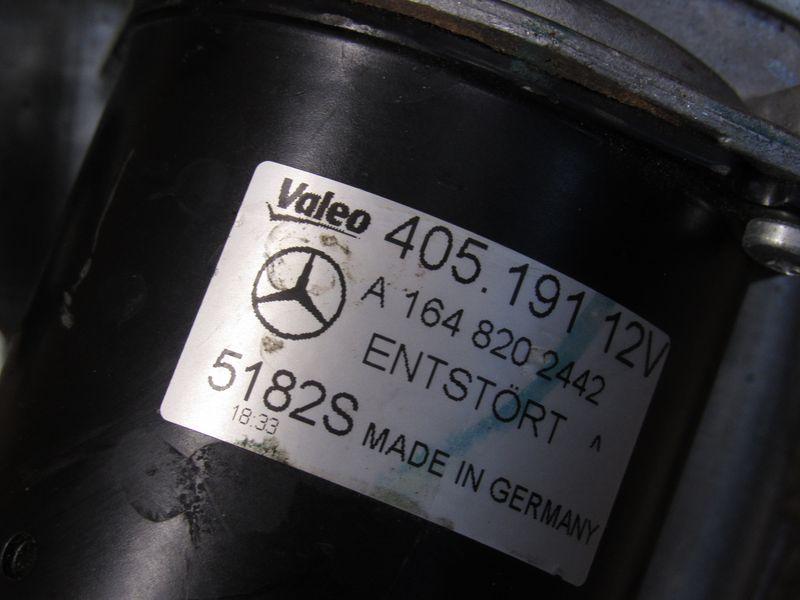 Valeo 405.191 12V
A 164 820 2442
ENTSTÖRT ^
5182S MADE IN GERMANY
18:33